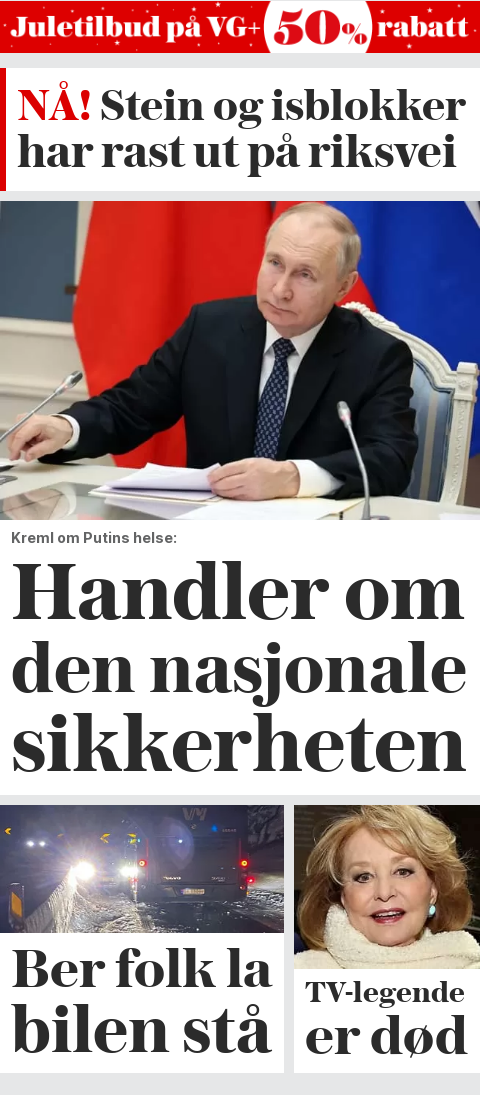 Juletilbud på VG+ 50% rabatt
NÅ! Stein og isblokker
har rast ut på riksvei
Kreml om Putins helse:
Handler om
den nasjonale
sikkerheten
Ber folk la
bilen stå
TV-legende
er død